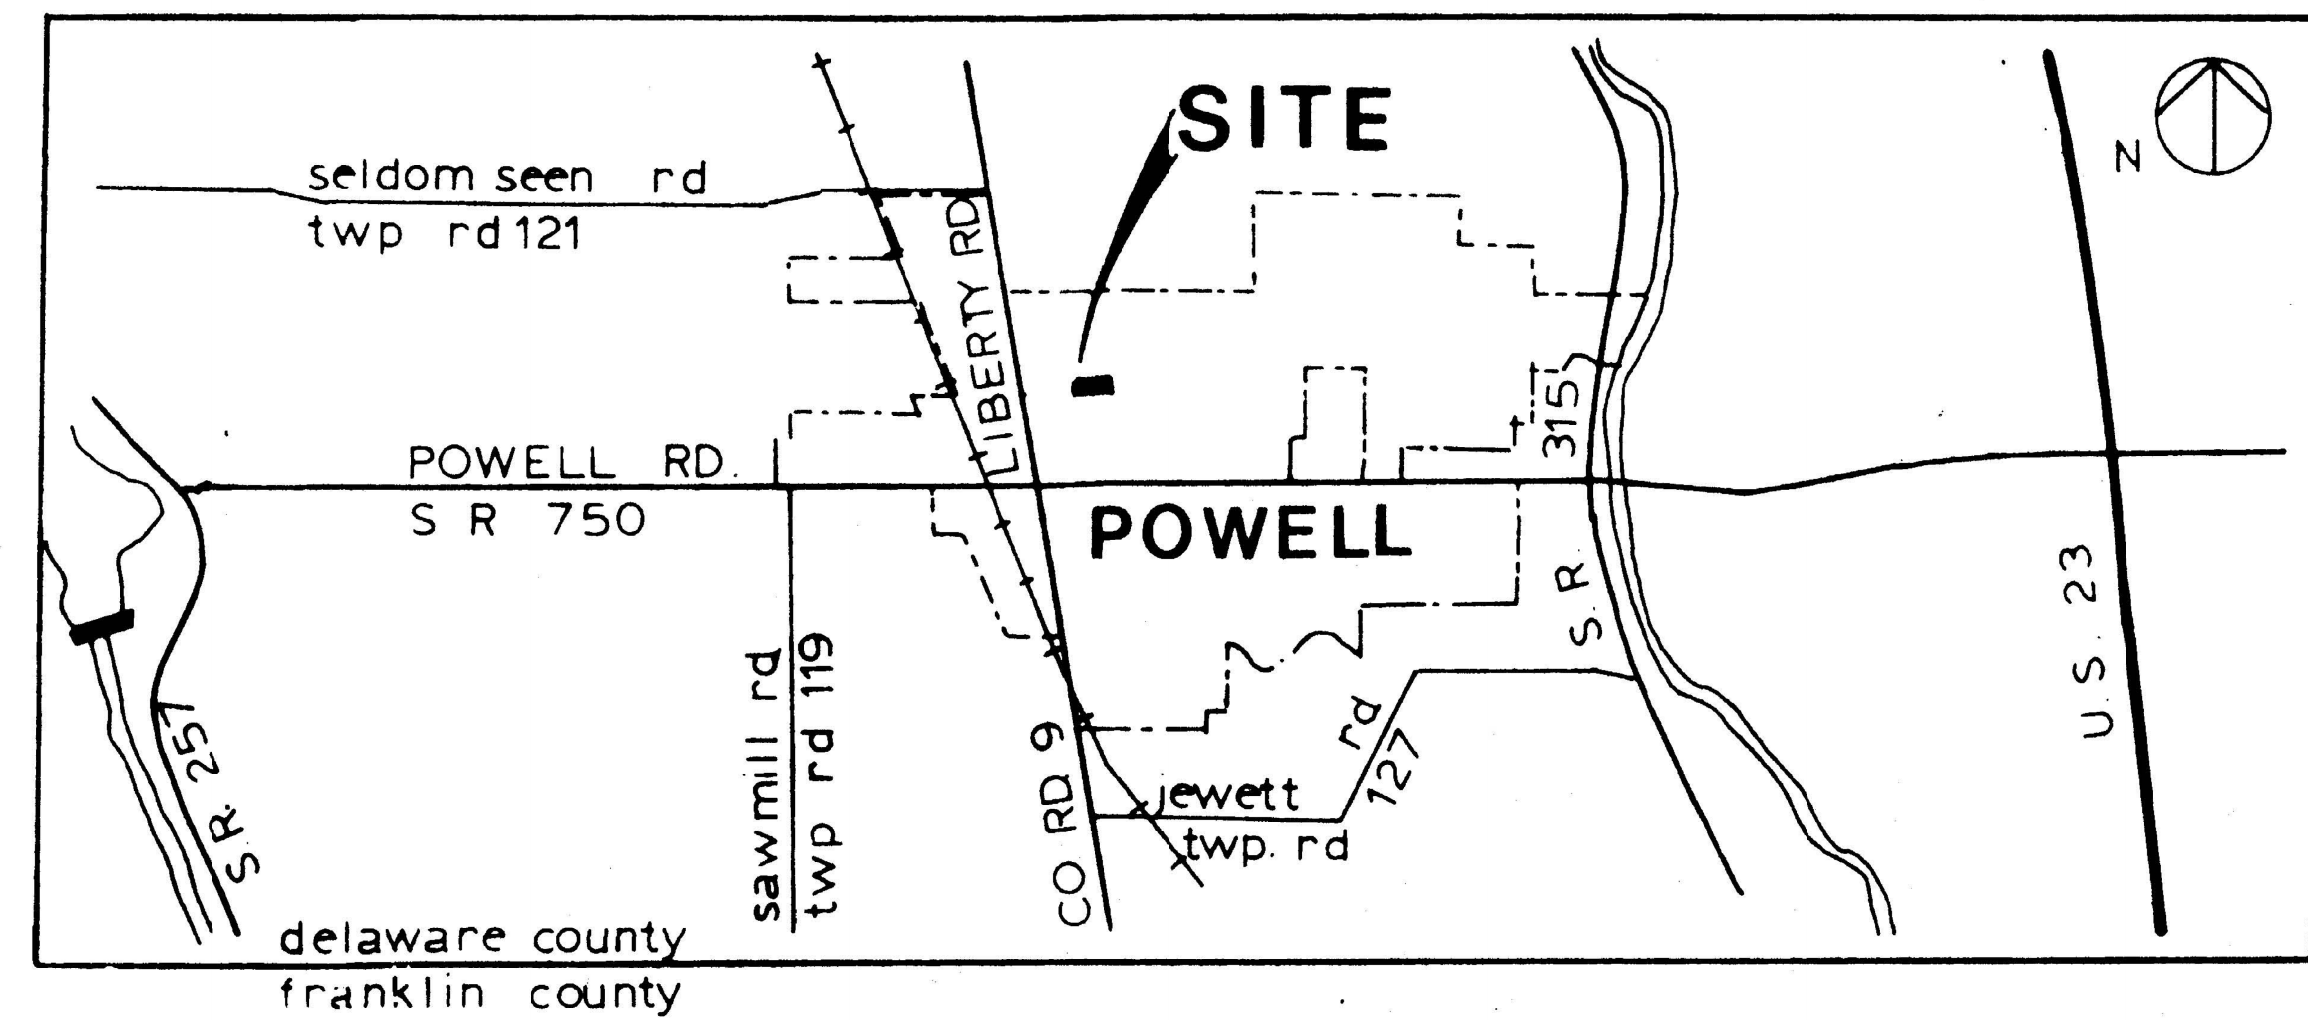 SITE
N
seldom seen rd
twp rd 121
LIBERTY RD
315
POWELL RD.
S R 750
POWELL
S. R
U.S. 23
sawmill rd
twp rd 119
S.R. 257
CO RD 9
rd
127
jewett
twp. rd
delaware county
franklin county